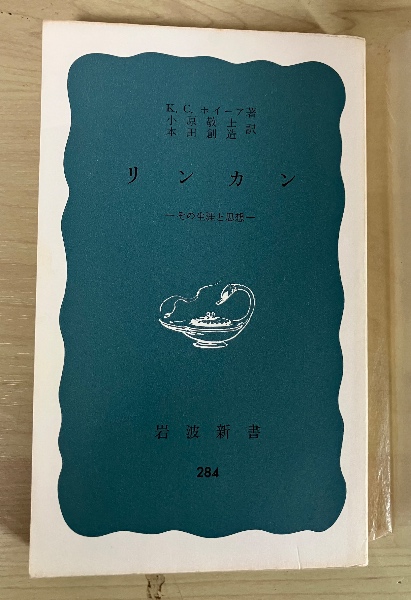 K. C. ホイーア著
小原敬士
本田創造 訳
リンカン
―その生涯と思想―
岩波新書
284